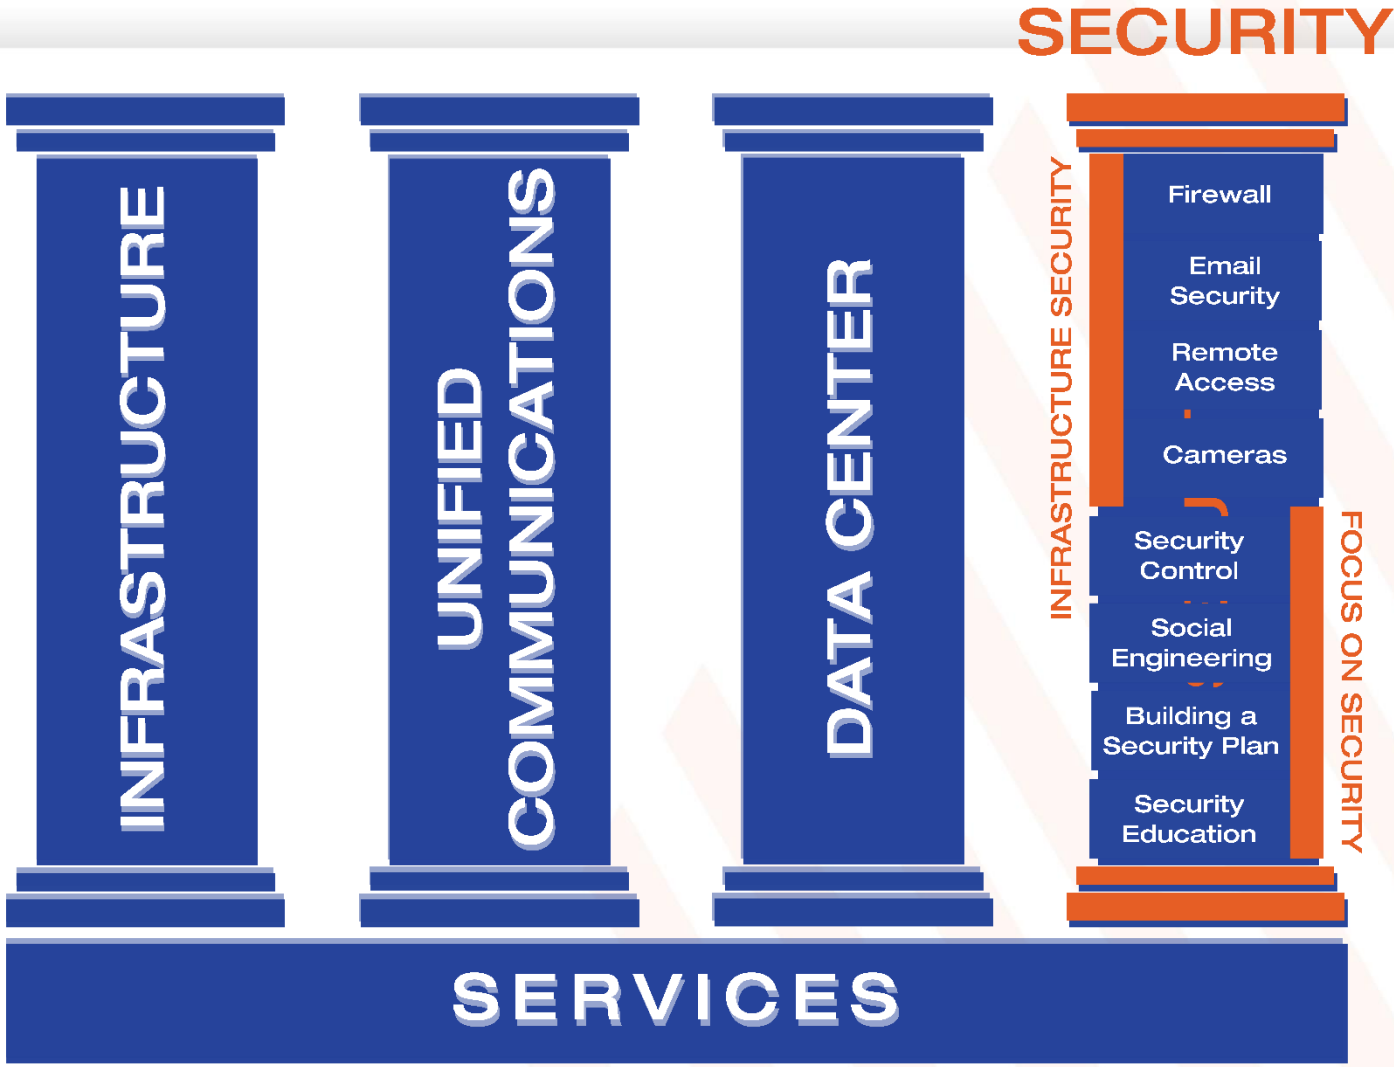 SECURITY
INFRASTRUCTURE
UNIFIED
COMMUNICATIONS
DATA CENTER
INFRASTRUCTURE SECURITY
Firewall
Email
Security
Remote
Access
Cameras
Security
Control
Social
Engineering
Building a
Security Plan
Security
Education
FOCUS ON SECURITY
SERVICES